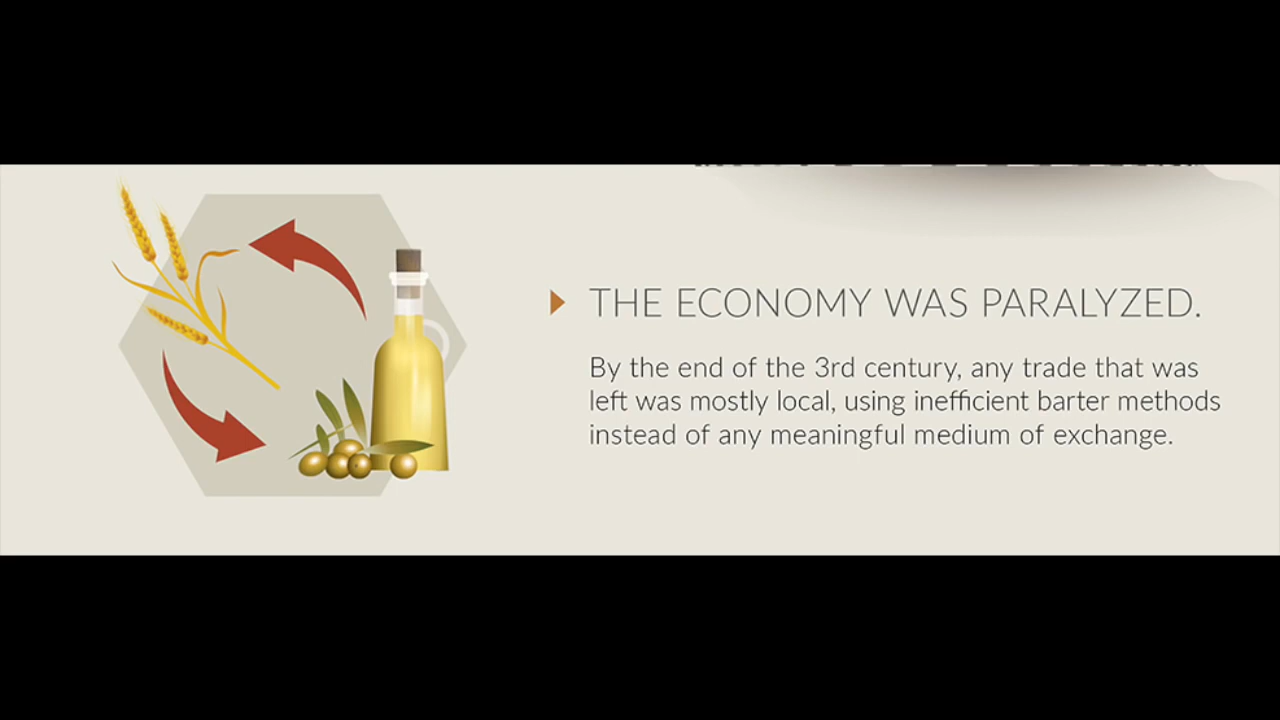 THE ECONOMY WAS PARALYZED.
By the end of the 3rd century, any trade that was
left was mostly local, using inefficient barter methods
instead of any meaningful medium of exchange.